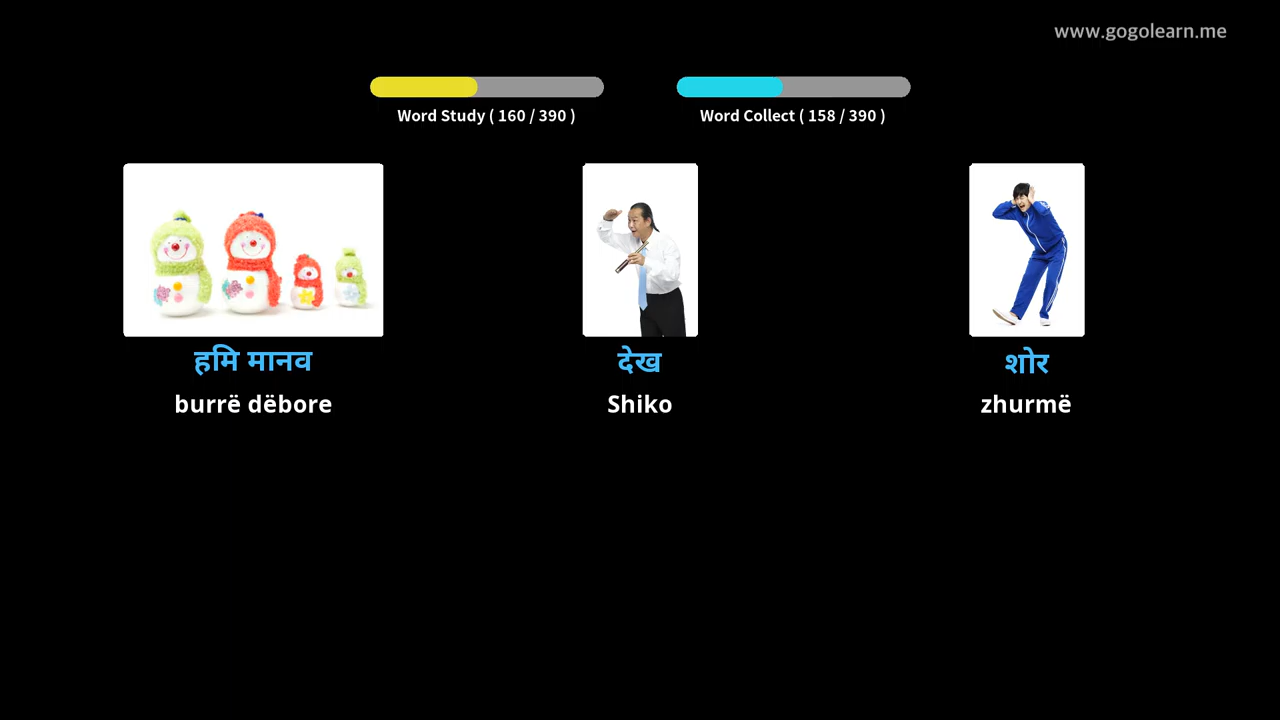 www.gogolearn.me
Word Study ( 160 / 390 )
Word Collect ( 158 / 390 )
हमि मानव
देख
शोर
burrë dëbore
Shiko
zhurmë